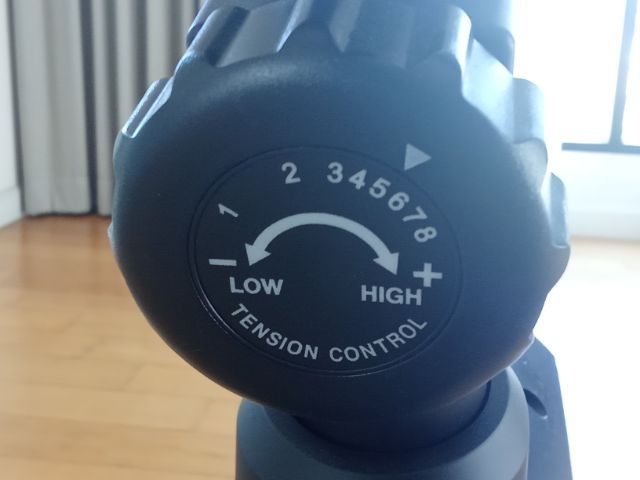 1 2 345678
− +
LOW HIGH
TENSION CONTROL